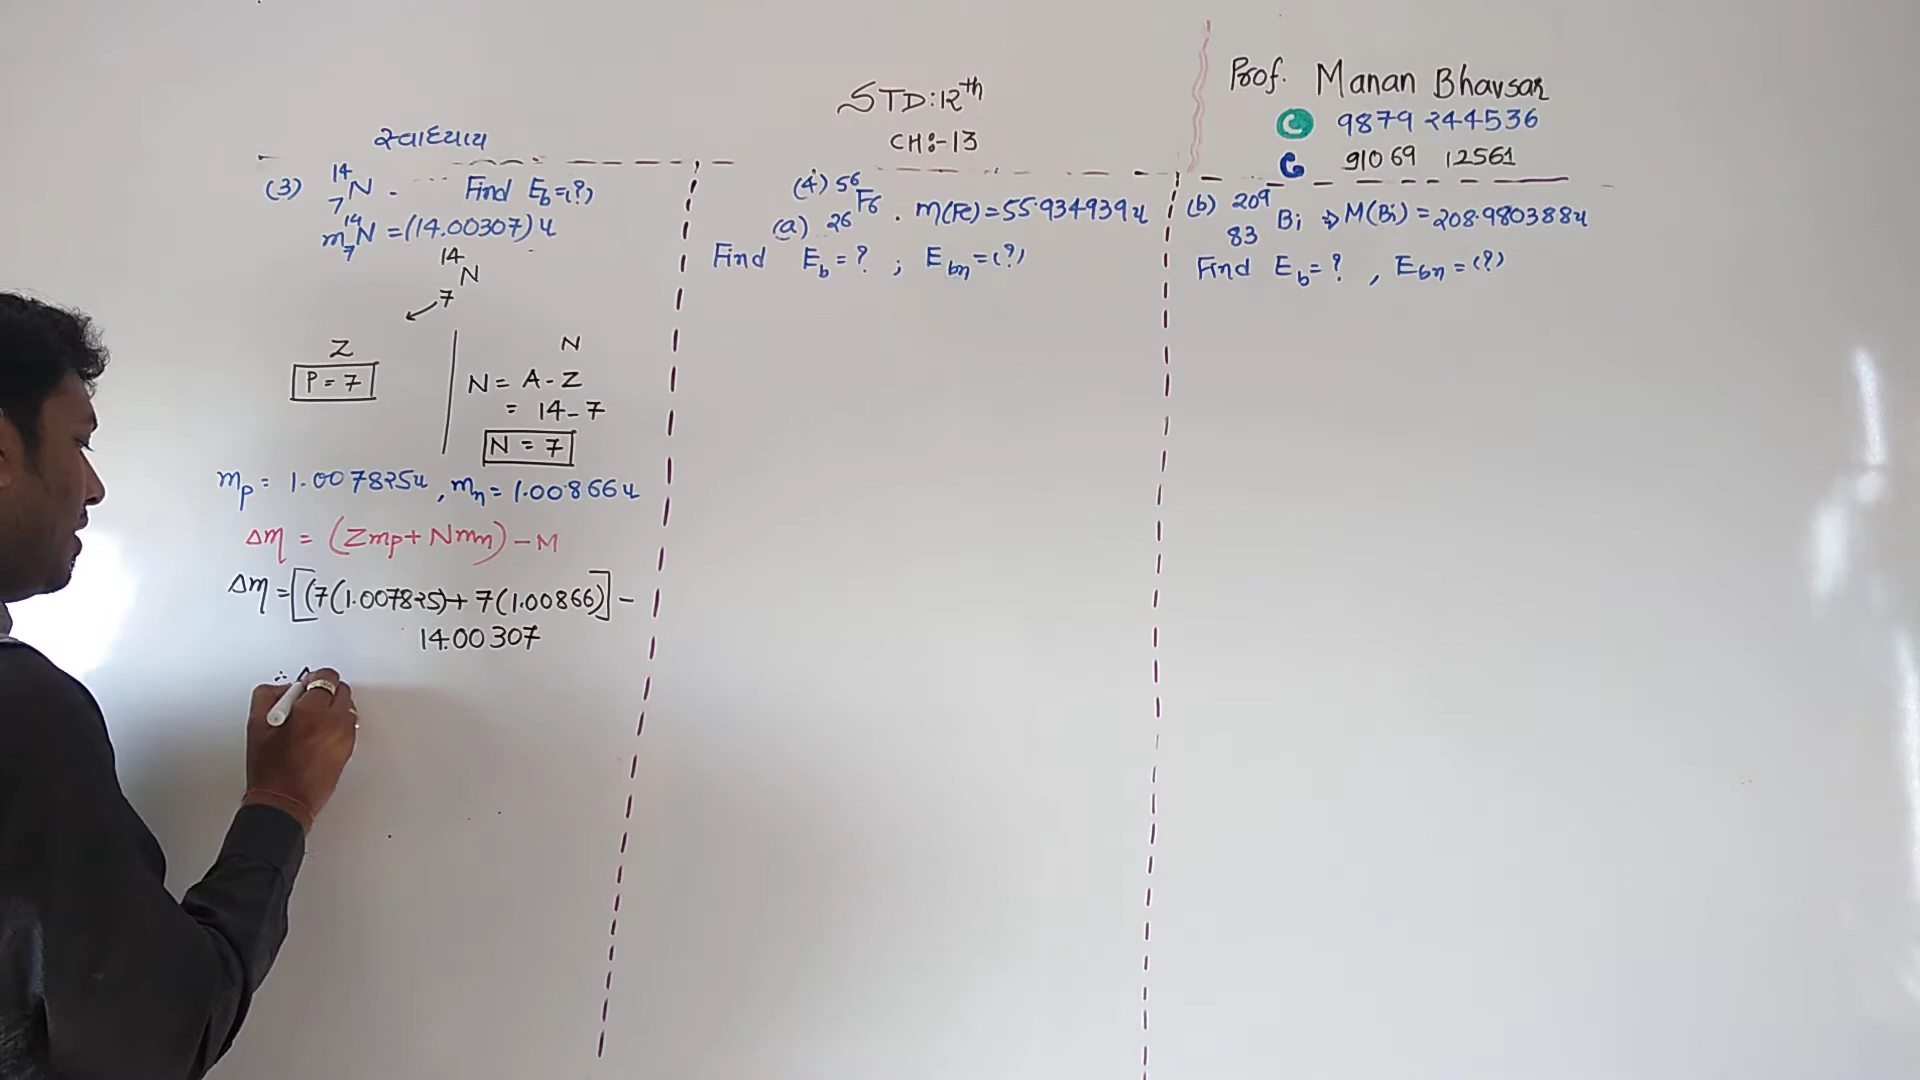 STD:12th
CH:-13
Prof. Manan Bhavsar
9879 244536
91069 12561
સ્વાધ્યાય
(3) 14 7 N - Find Eb=(?)
m 14 7 N = (14.00307) u
14 7 N
Z
P = 7
N
N = A - Z
= 14 - 7
N = 7
mp = 1.007825u, mn = 1.00866u
Δm = (Zmp + Nmn) - M
Δm = [(7(1.007825) + 7(1.00866)] -
14.00307
∴
(4) 56
(a) 26 Fe . m(Fe) = 55.934939u
Find Eb = ? ; Ebn = (?)
(b) 209 83 Bi → M(Bi) = 208.980388u
Find Eb = ? , Ebn = (?)